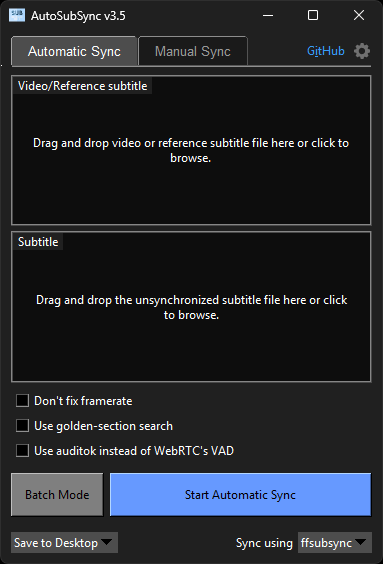 SUB AutoSubSync v3.5
Automatic Sync Manual Sync GitHub
Video/Reference subtitle
Drag and drop video or reference subtitle file here or click to
browse.
Subtitle
Drag and drop the unsynchronized subtitle file here or click
to browse.
Don't fix framerate
Use golden-section search
Use auditok instead of WebRTC's VAD
Batch Mode Start Automatic Sync
Save to Desktop Sync using ffsubsync